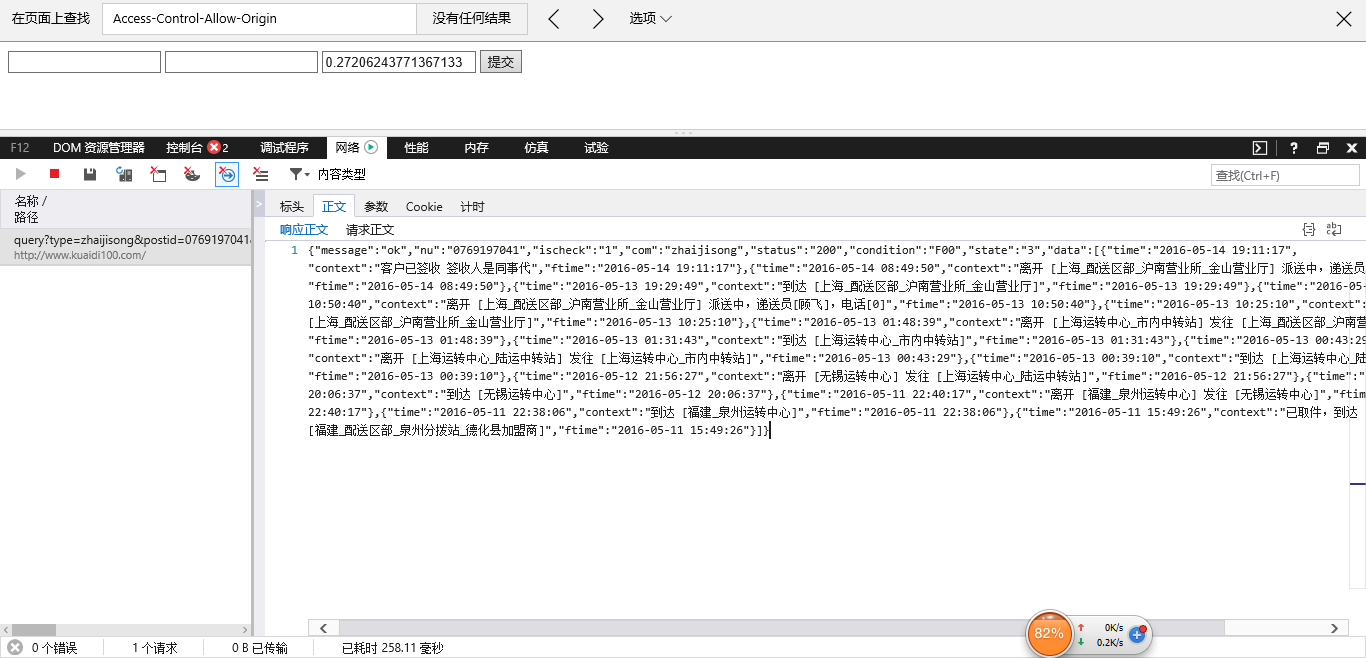 在页面上查找 Access-Control-Allow-Origin 没有任何结果 选项
0.27206243771367133 提交
F12 DOM 资源管理器 控制台 2 调试程序 网络 性能 内存 仿真 试验
内容类型 查找(Ctrl+F)
名称 /
路径
标头 正文 参数 Cookie 计时
响应正文 请求正文
query?type=zhaijisong&postid=0769197041&
http://www.kuaidi100.com/
1 {"message":"ok","nu":"0769197041","ischeck":"1","com":"zhaijisong","status":"200","condition":"F00","state":"3","data":[{"time":"2016-05-14 19:11:17",
"context":"客户已签收 签收人是同事代","ftime":"2016-05-14 19:11:17"},{"time":"2016-05-14 08:49:50","context":"离开 [上海_配送区部_沪南营业所_金山营业厅] 派送中，递送员
"ftime":"2016-05-14 08:49:50"},{"time":"2016-05-13 19:29:49","context":"到达 [上海_配送区部_沪南营业所_金山营业厅]","ftime":"2016-05-13 19:29:49"},{"time":"2016-05-
10:50:40","context":"离开 [上海_配送区部_沪南营业所_金山营业厅] 派送中，递送员[顾飞]，电话[0]","ftime":"2016-05-13 10:50:40"},{"time":"2016-05-13 10:25:10","context":
[上海_配送区部_沪南营业所_金山营业厅]","ftime":"2016-05-13 10:25:10"},{"time":"2016-05-13 01:48:39","context":"离开 [上海运转中心_市内中转站] 发往 [上海_配送区部_沪南营
"ftime":"2016-05-13 01:48:39"},{"time":"2016-05-13 01:31:43","context":"到达 [上海运转中心_市内中转站]","ftime":"2016-05-13 01:31:43"},{"time":"2016-05-13 00:43:29
"context":"离开 [上海运转中心_陆运中转站] 发往 [上海运转中心_市内中转站]","ftime":"2016-05-13 00:43:29"},{"time":"2016-05-13 00:39:10","context":"到达 [上海运转中心_陆
"ftime":"2016-05-13 00:39:10"},{"time":"2016-05-12 21:56:27","context":"离开 [无锡运转中心] 发往 [上海运转中心_陆运中转站]","ftime":"2016-05-12 21:56:27"},{"time":"
20:06:37","context":"到达 [无锡运转中心]","ftime":"2016-05-12 20:06:37"},{"time":"2016-05-11 22:40:17","context":"离开 [福建_泉州运转中心] 发往 [无锡运转中心]","ftim
22:40:17"},{"time":"2016-05-11 22:38:06","context":"到达 [福建_泉州运转中心]","ftime":"2016-05-11 22:38:06"},{"time":"2016-05-11 15:49:26","context":"已取件，到达
[福建_配送区部_泉州分拨站_德化县加盟商]","ftime":"2016-05-11 15:49:26"}]}
82% 0K/s
0.2K/s
0 个错误 1 个请求 0 B 已传输 已耗时 258.11 毫秒